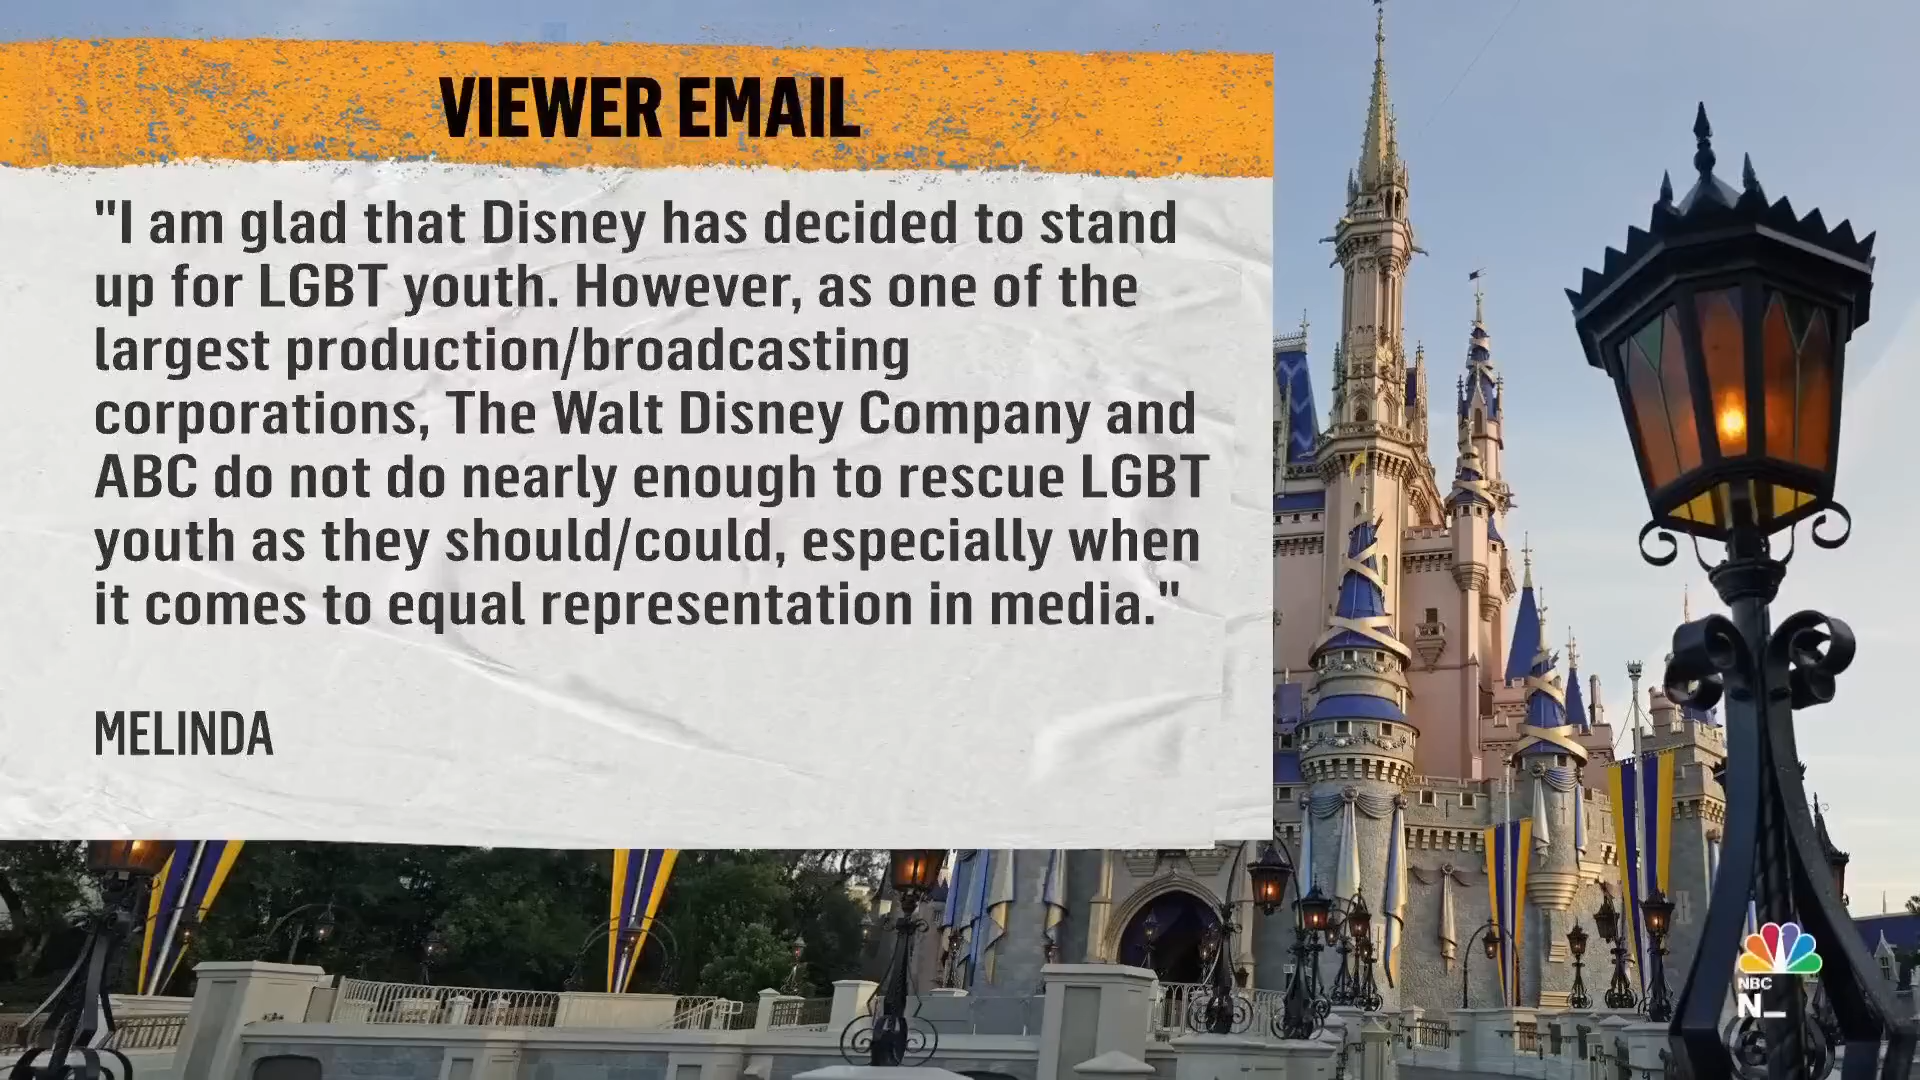 VIEWER EMAIL
"I am glad that Disney has decided to stand
up for LGBT youth. However, as one of the
largest production/broadcasting
corporations, The Walt Disney Company and
ABC do not do nearly enough to rescue LGBT
youth as they should/could, especially when
it comes to equal representation in media."
MELINDA
NBC
N_